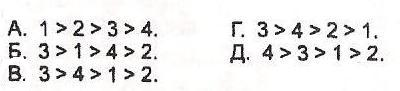 А. 1 > 2 > 3 > 4.
Б. 3 > 1 > 4 > 2.
В. 3 > 4 > 1 > 2.
Г. 3 > 4 > 2 > 1.
Д. 4 > 3 > 1 > 2.